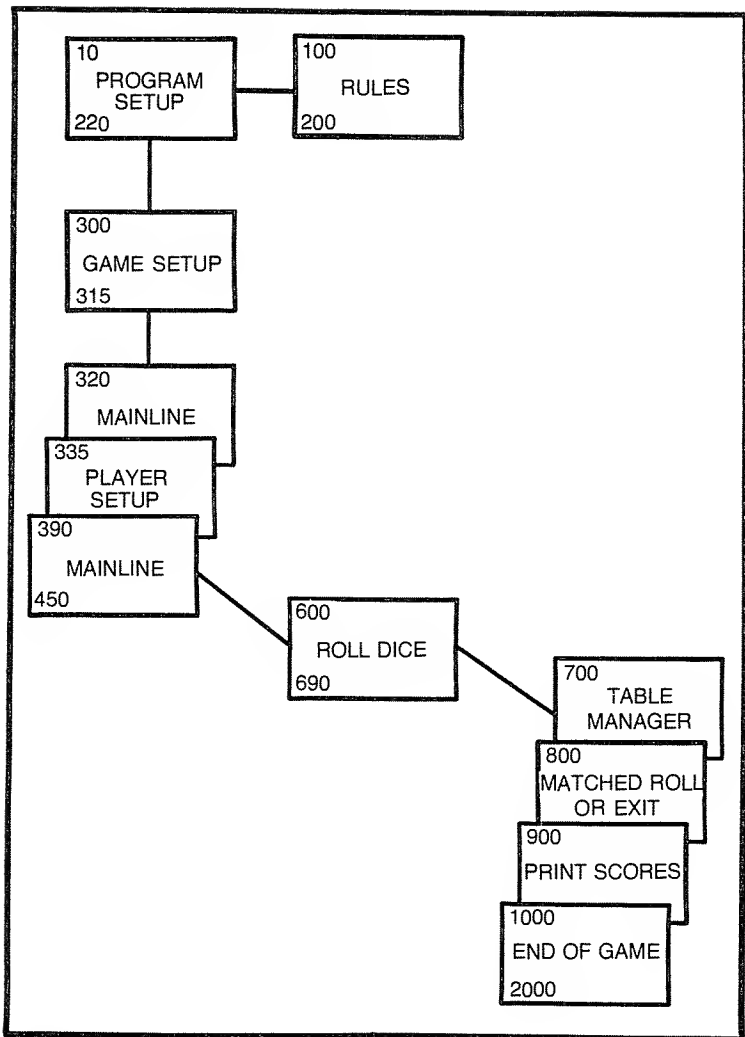 10
PROGRAM
SETUP
220
100
RULES
200
300
GAME SETUP
315
320
MAINLINE
335
PLAYER
SETUP
390
MAINLINE
450
600
ROLL DICE
690
700
TABLE
MANAGER
800
MATCHED ROLL
OR EXIT
900
PRINT SCORES
1000
END OF GAME
2000